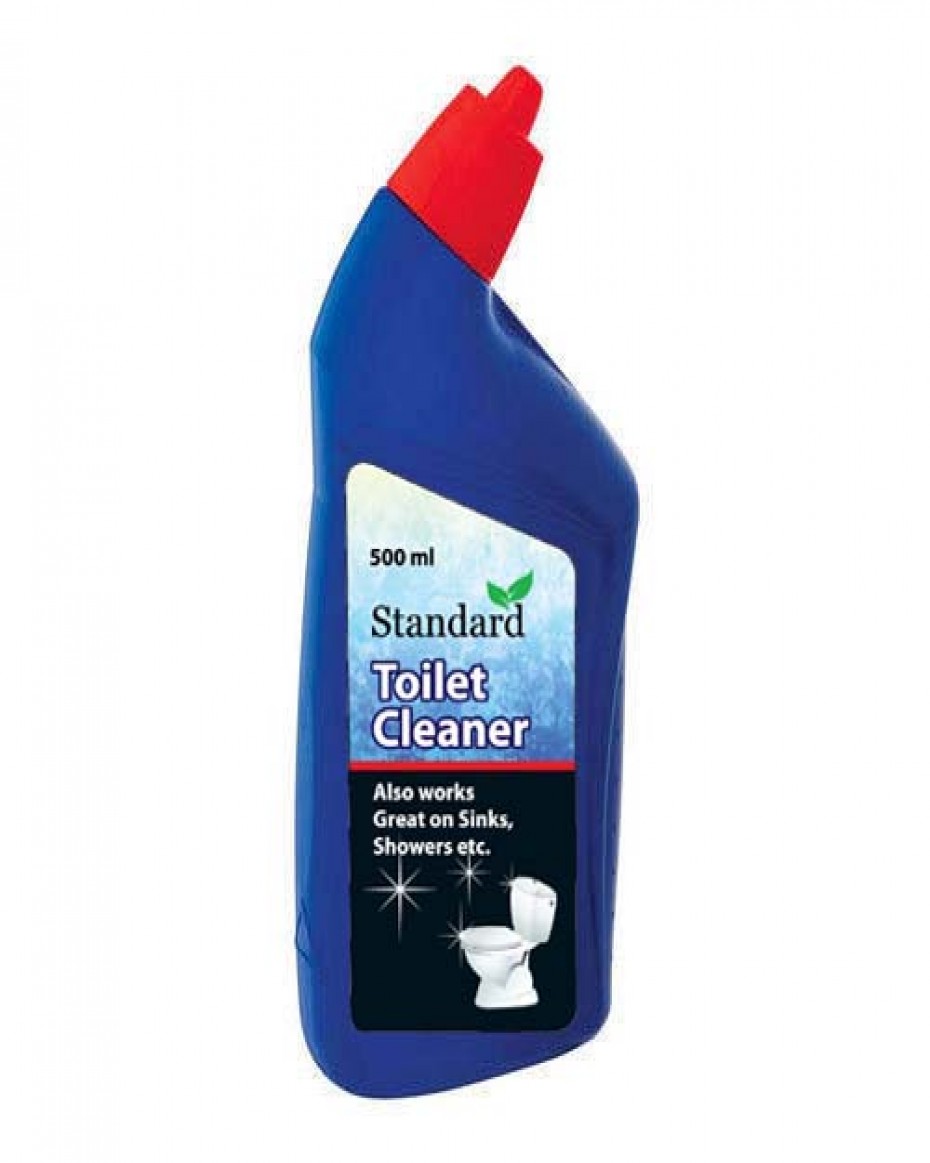 500 ml
Standard
Toilet
Cleaner
Also works
Great on Sinks,
Showers etc.